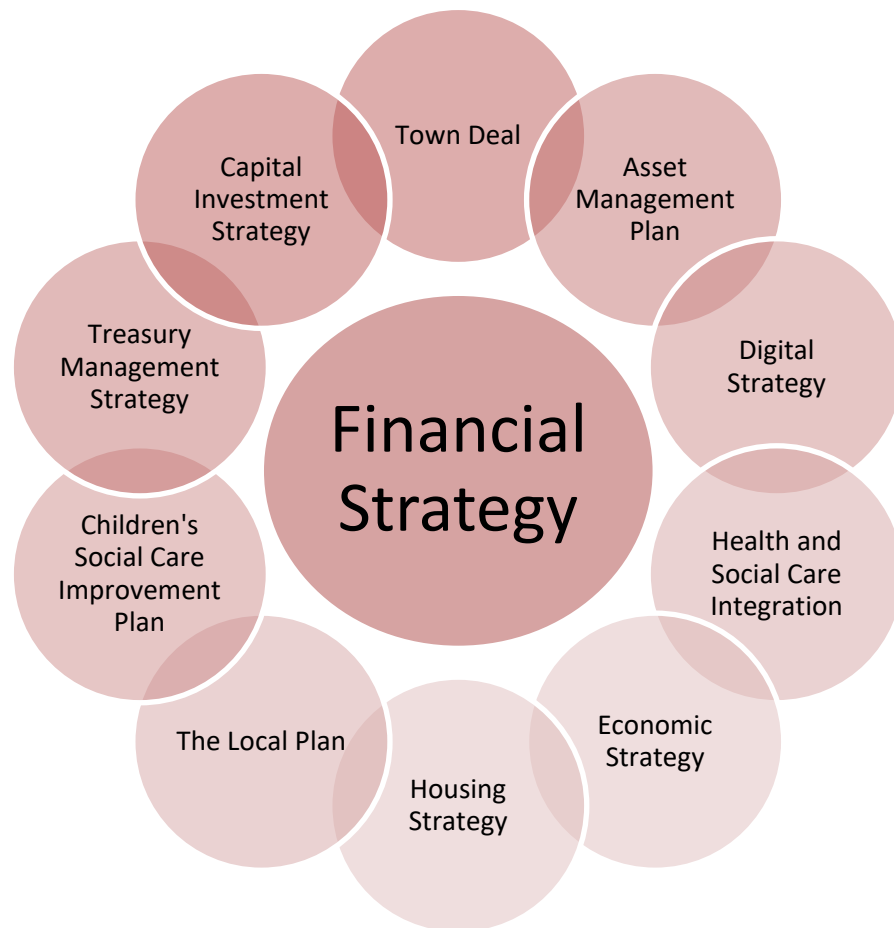 Town Deal
Asset
Management
Plan
Digital
Strategy
Health and
Social Care
Integration
Economic
Strategy
Housing
Strategy
The Local Plan
Children's
Social Care
Improvement
Plan
Treasury
Management
Strategy
Capital
Investment
Strategy
Financial
Strategy